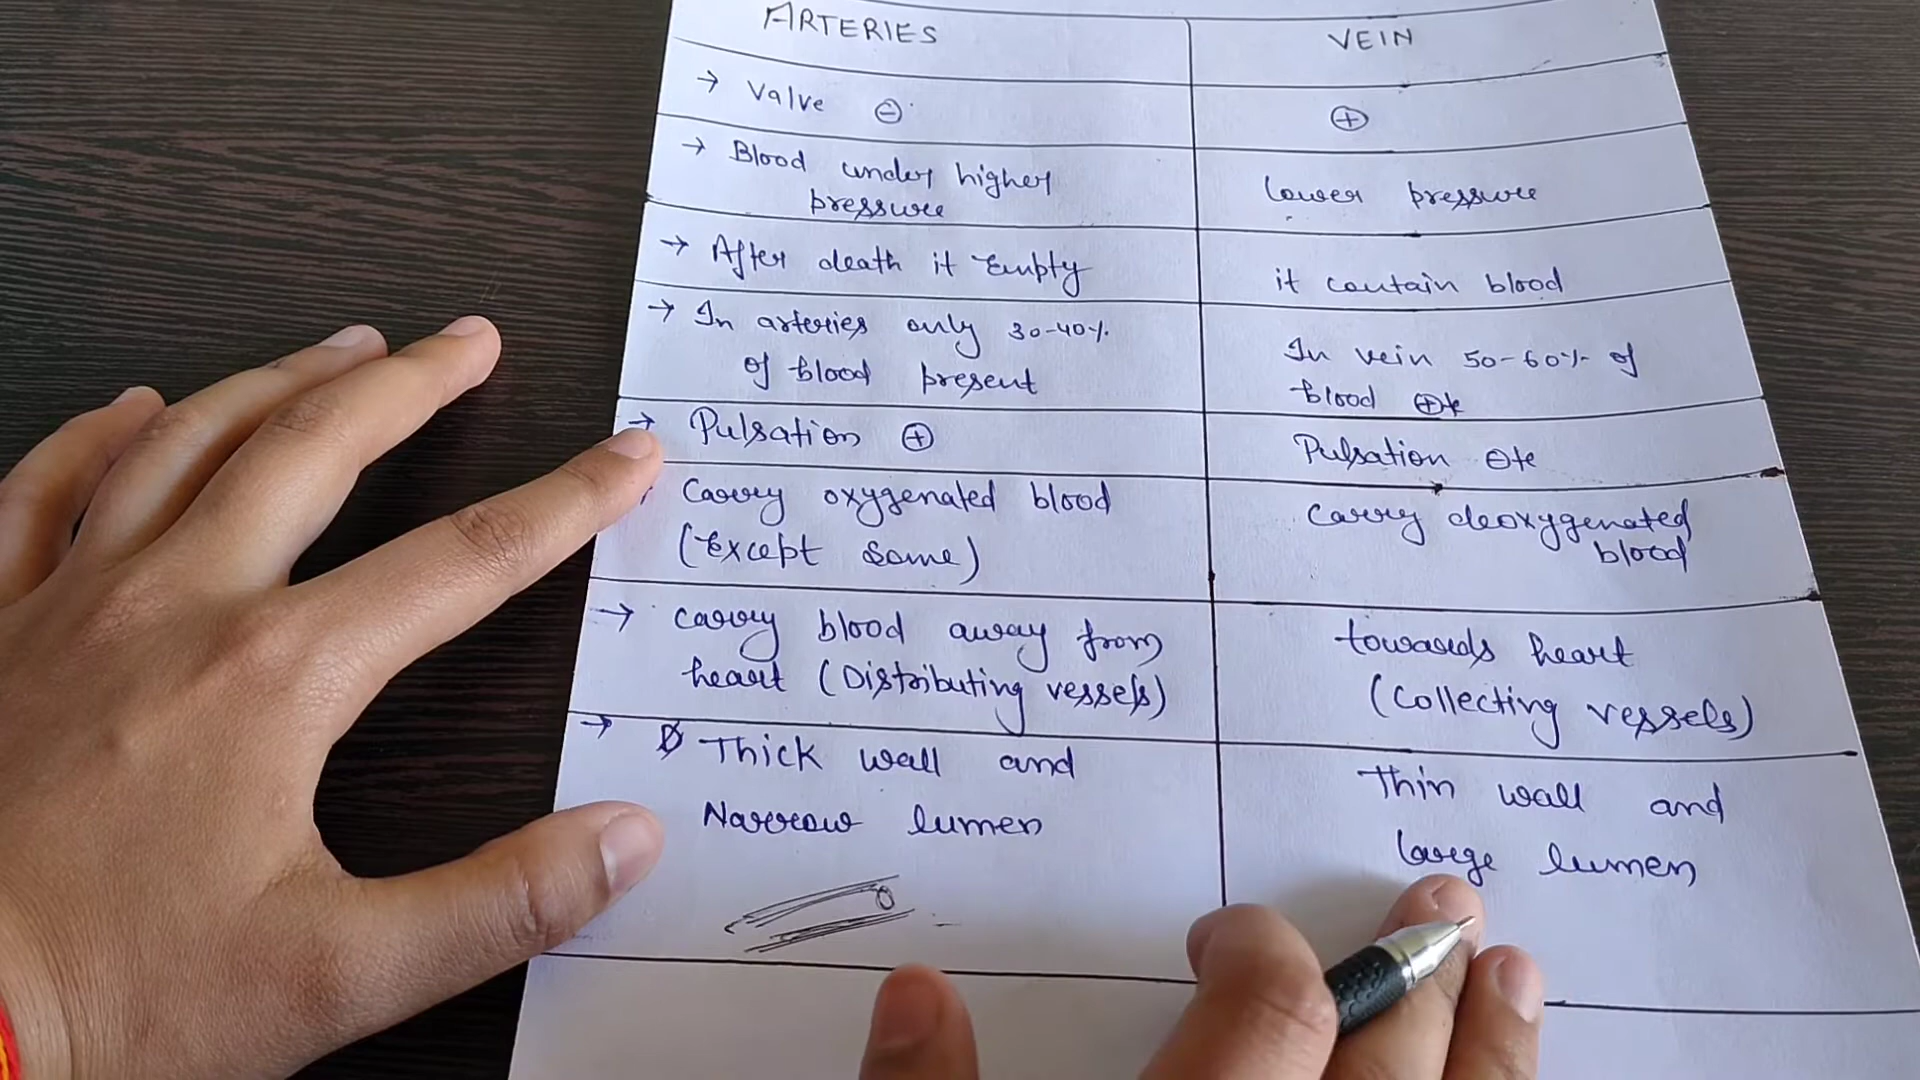 ARTERIES
VEIN
→ Valve ⊖
⊕
→ Blood under higher
pressure
lower pressure
→ After death it Empty
it contain blood
→ In arteries only 30-40%
of blood present
In vein 50-60% of
blood ⊕te
→ Pulsation ⊕
Pulsation ⊖te
Carry oxygenated blood
(Except some)
Carry deoxygenated
blood
→ Carry blood away from
heart (Distributing vessels)
towards heart
(Collecting vessels)
→ Thick wall and
Narrow lumen
Thin wall and
large lumen